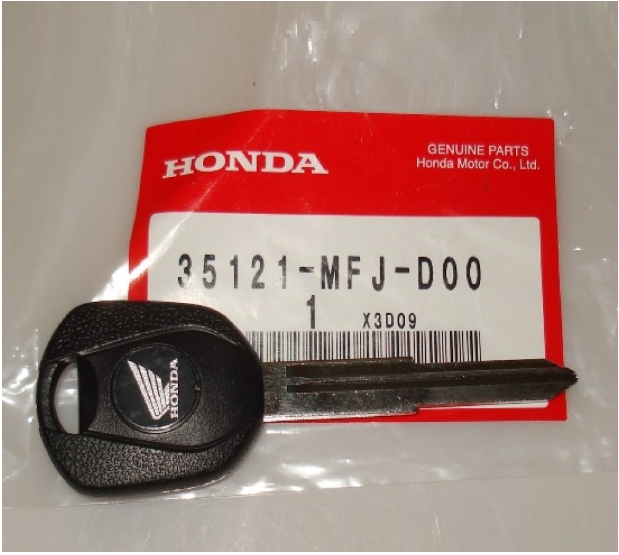 HONDA
GENUINE PARTS
Honda Motor Co., Ltd.
35121-MFJ-D00
1 X3D09
HONDA